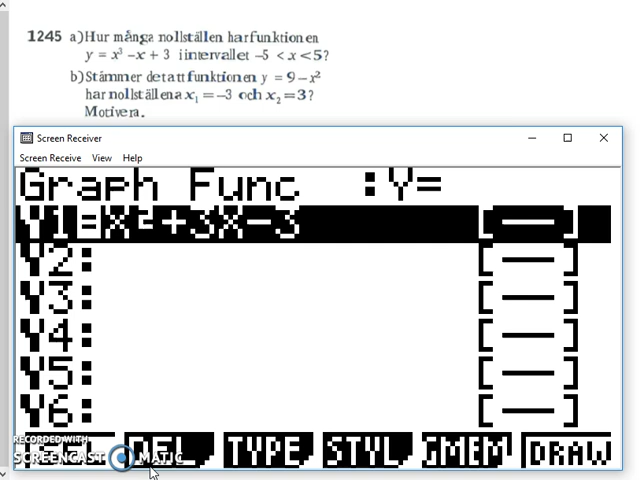 1245 a) Hur många nollställen har funktionen
y = x³ − x + 3 i intervallet −5 < x < 5?
b) Stämmer det att funktionen y = 9 − x²
har nollställena x₁ = −3 och x₂ = 3?
Motivera.
Screen Receiver
Screen Receive View Help
Graph Func :Y=
Y1=X²+3X−3 [—]
Y2: [—]
Y3: [—]
Y4: [—]
Y5: [—]
Y6: [—]
DEL TYPE STYL GMEM DRAW
RECORDED WITH
SCREENCAST MATIC